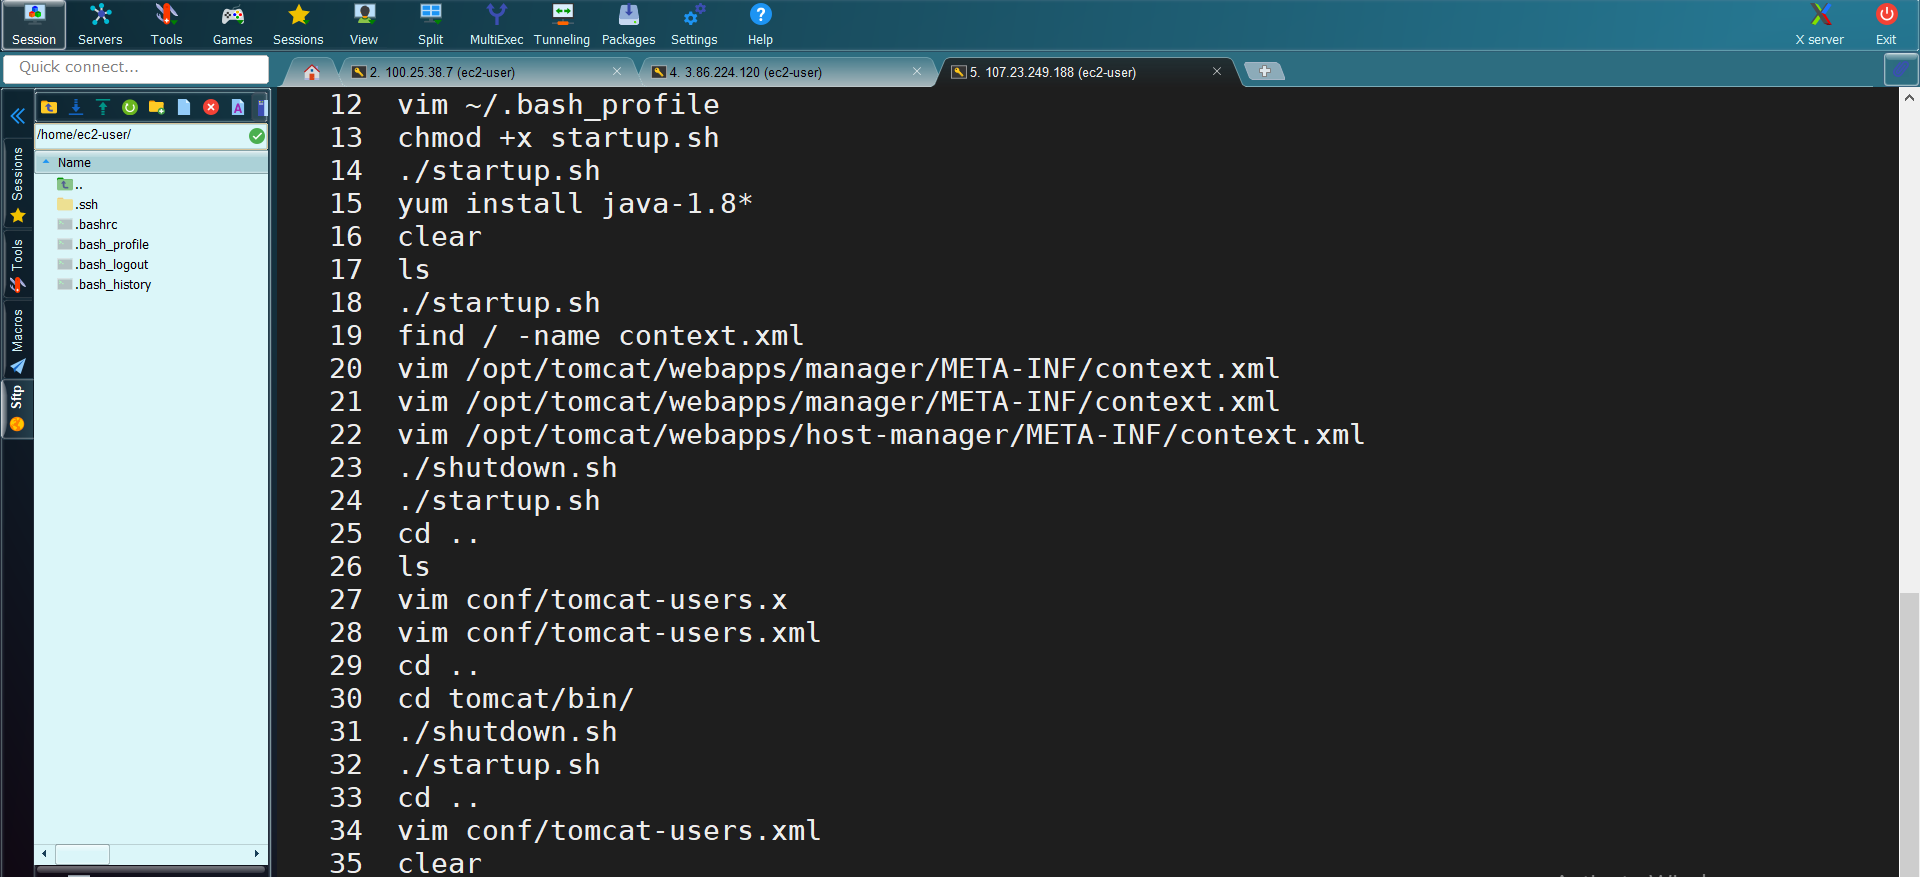 Session Servers Tools Games Sessions View Split MultiExec Tunneling Packages Settings Help X server Exit
Quick connect...
2. 100.25.38.7 (ec2-user)
4. 3.86.224.120 (ec2-user)
5. 107.23.249.188 (ec2-user)
/home/ec2-user/
Name
..
.ssh
.bashrc
.bash_profile
.bash_logout
.bash_history
Sessions
Tools
Macros
Sftp
12 vim ~/.bash_profile
13 chmod +x startup.sh
14 ./startup.sh
15 yum install java-1.8*
16 clear
17 ls
18 ./startup.sh
19 find / -name context.xml
20 vim /opt/tomcat/webapps/manager/META-INF/context.xml
21 vim /opt/tomcat/webapps/manager/META-INF/context.xml
22 vim /opt/tomcat/webapps/host-manager/META-INF/context.xml
23 ./shutdown.sh
24 ./startup.sh
25 cd ..
26 ls
27 vim conf/tomcat-users.x
28 vim conf/tomcat-users.xml
29 cd ..
30 cd tomcat/bin/
31 ./shutdown.sh
32 ./startup.sh
33 cd ..
34 vim conf/tomcat-users.xml
35 clear